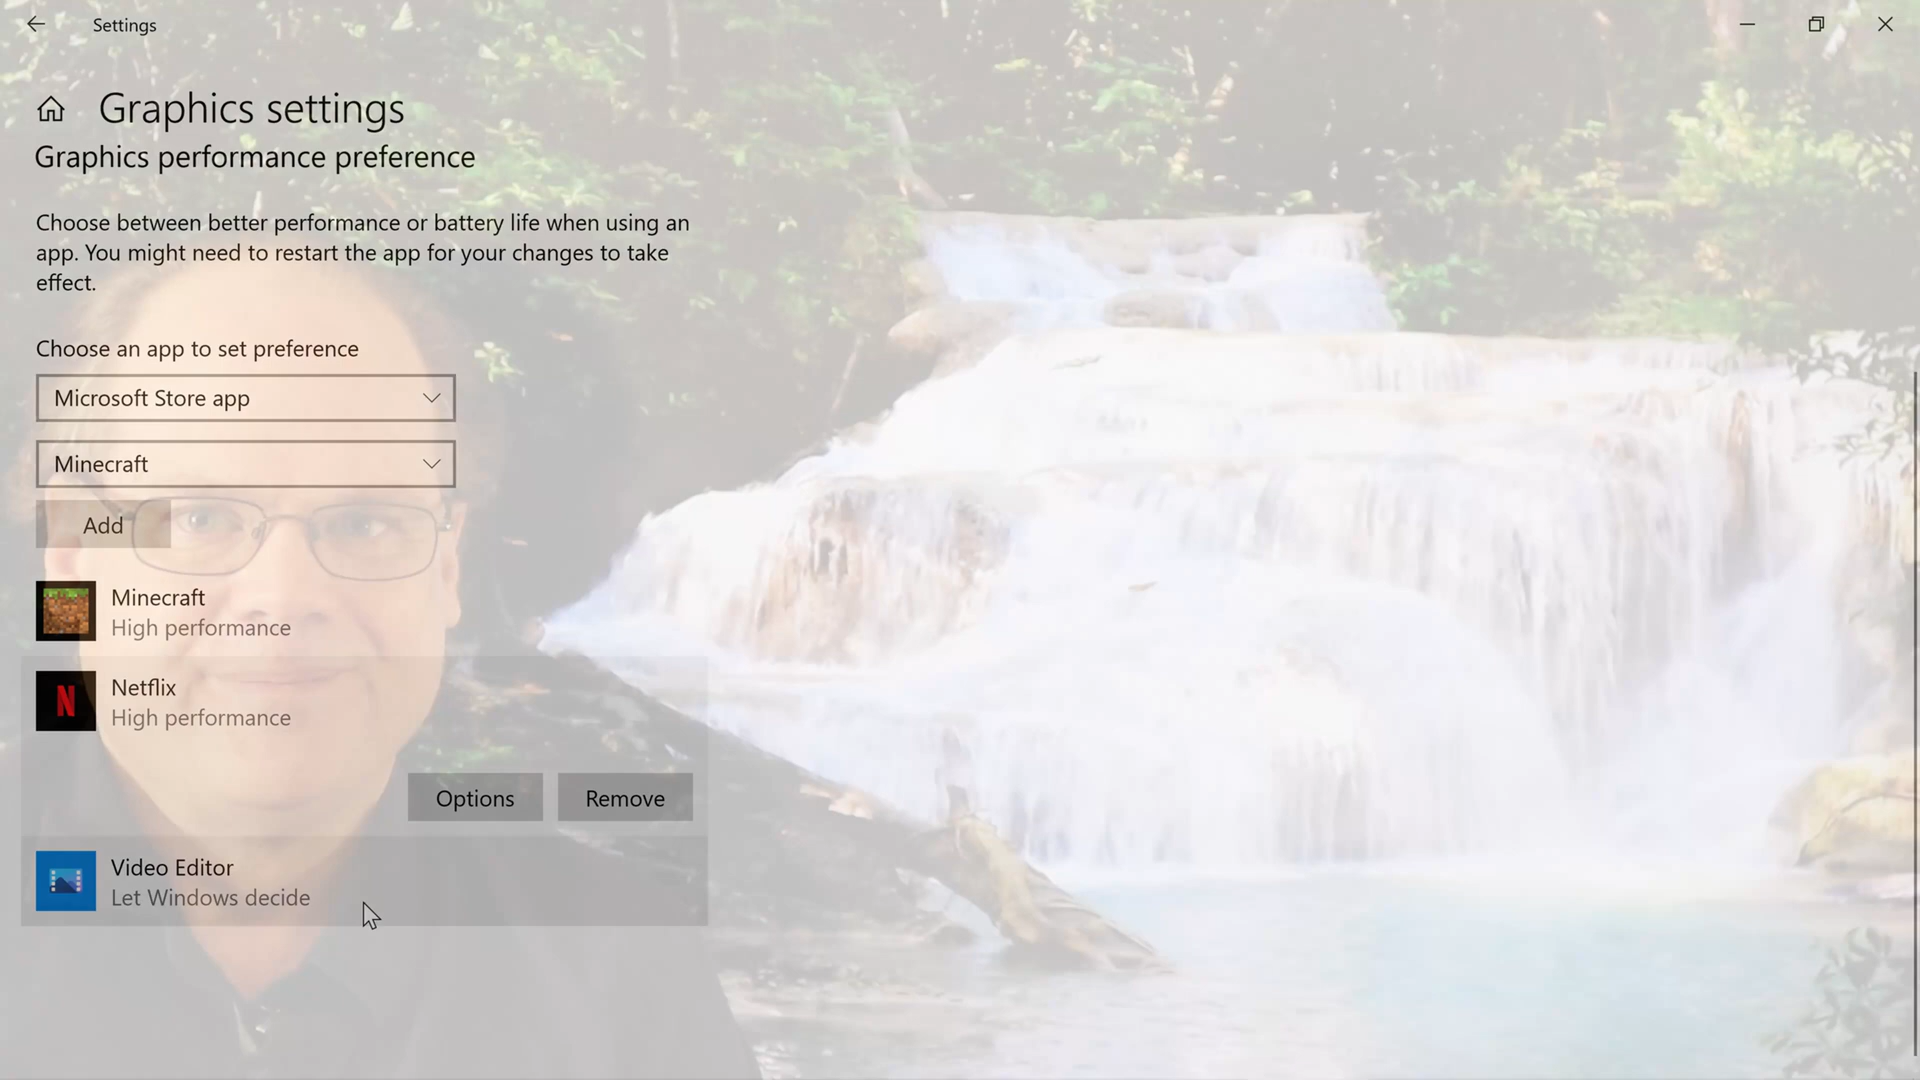 Settings
Graphics settings
Graphics performance preference
Choose between better performance or battery life when using an
app. You might need to restart the app for your changes to take
effect.
Choose an app to set preference
Microsoft Store app
Minecraft
Add
Minecraft
High performance
N
Netflix
High performance
Options
Remove
Video Editor
Let Windows decide